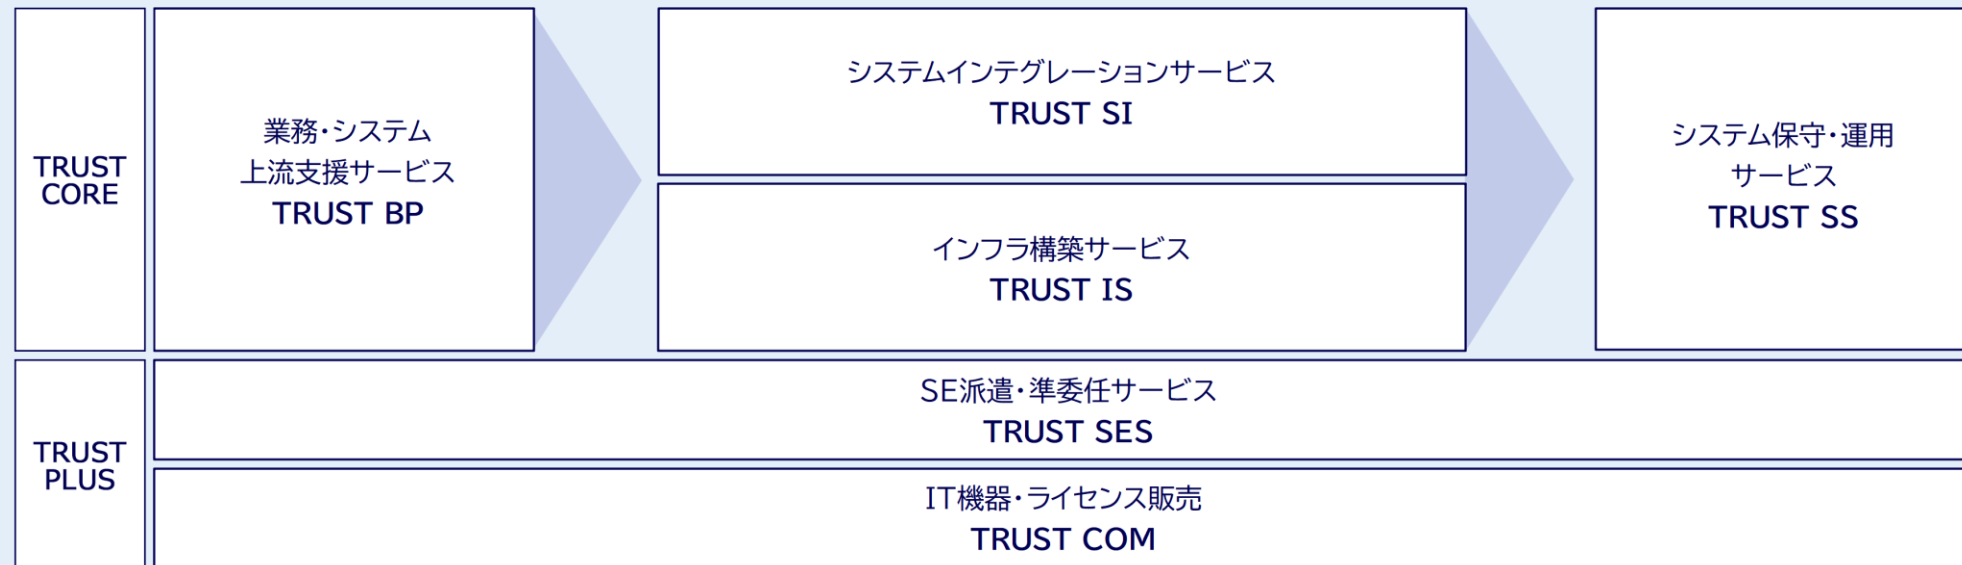 TRUST
CORE
業務・システム
上流支援サービス
TRUST BP
システムインテグレーションサービス
TRUST SI
インフラ構築サービス
TRUST IS
システム保守・運用
サービス
TRUST SS
TRUST
PLUS
SE派遣・準委任サービス
TRUST SES
IT機器・ライセンス販売
TRUST COM